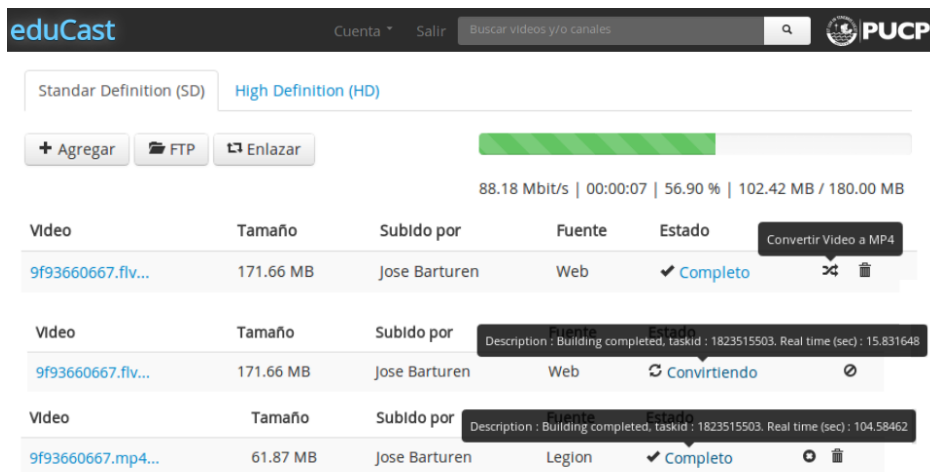 eduCast Cuenta Salir Buscar videos y/o canales PUCP
Standar Definition (SD) High Definition (HD)
Agregar FTP Enlazar
88.18 Mbit/s | 00:00:07 | 56.90 % | 102.42 MB / 180.00 MB
Video Tamaño Subido por Fuente Estado
Convertir Video a MP4
9f93660667.flv... 171.66 MB Jose Barturen Web Completo
Video Tamaño Subido por Fuente Estado
Description : Building completed, taskid : 1823515503. Real time (sec) : 15.831648
9f93660667.flv... 171.66 MB Jose Barturen Web Convirtiendo
Video Tamaño Subido por Fuente Estado
Description : Building completed, taskid : 1823515503. Real time (sec) : 104.58462
9f93660667.mp4... 61.87 MB Jose Barturen Legion Completo